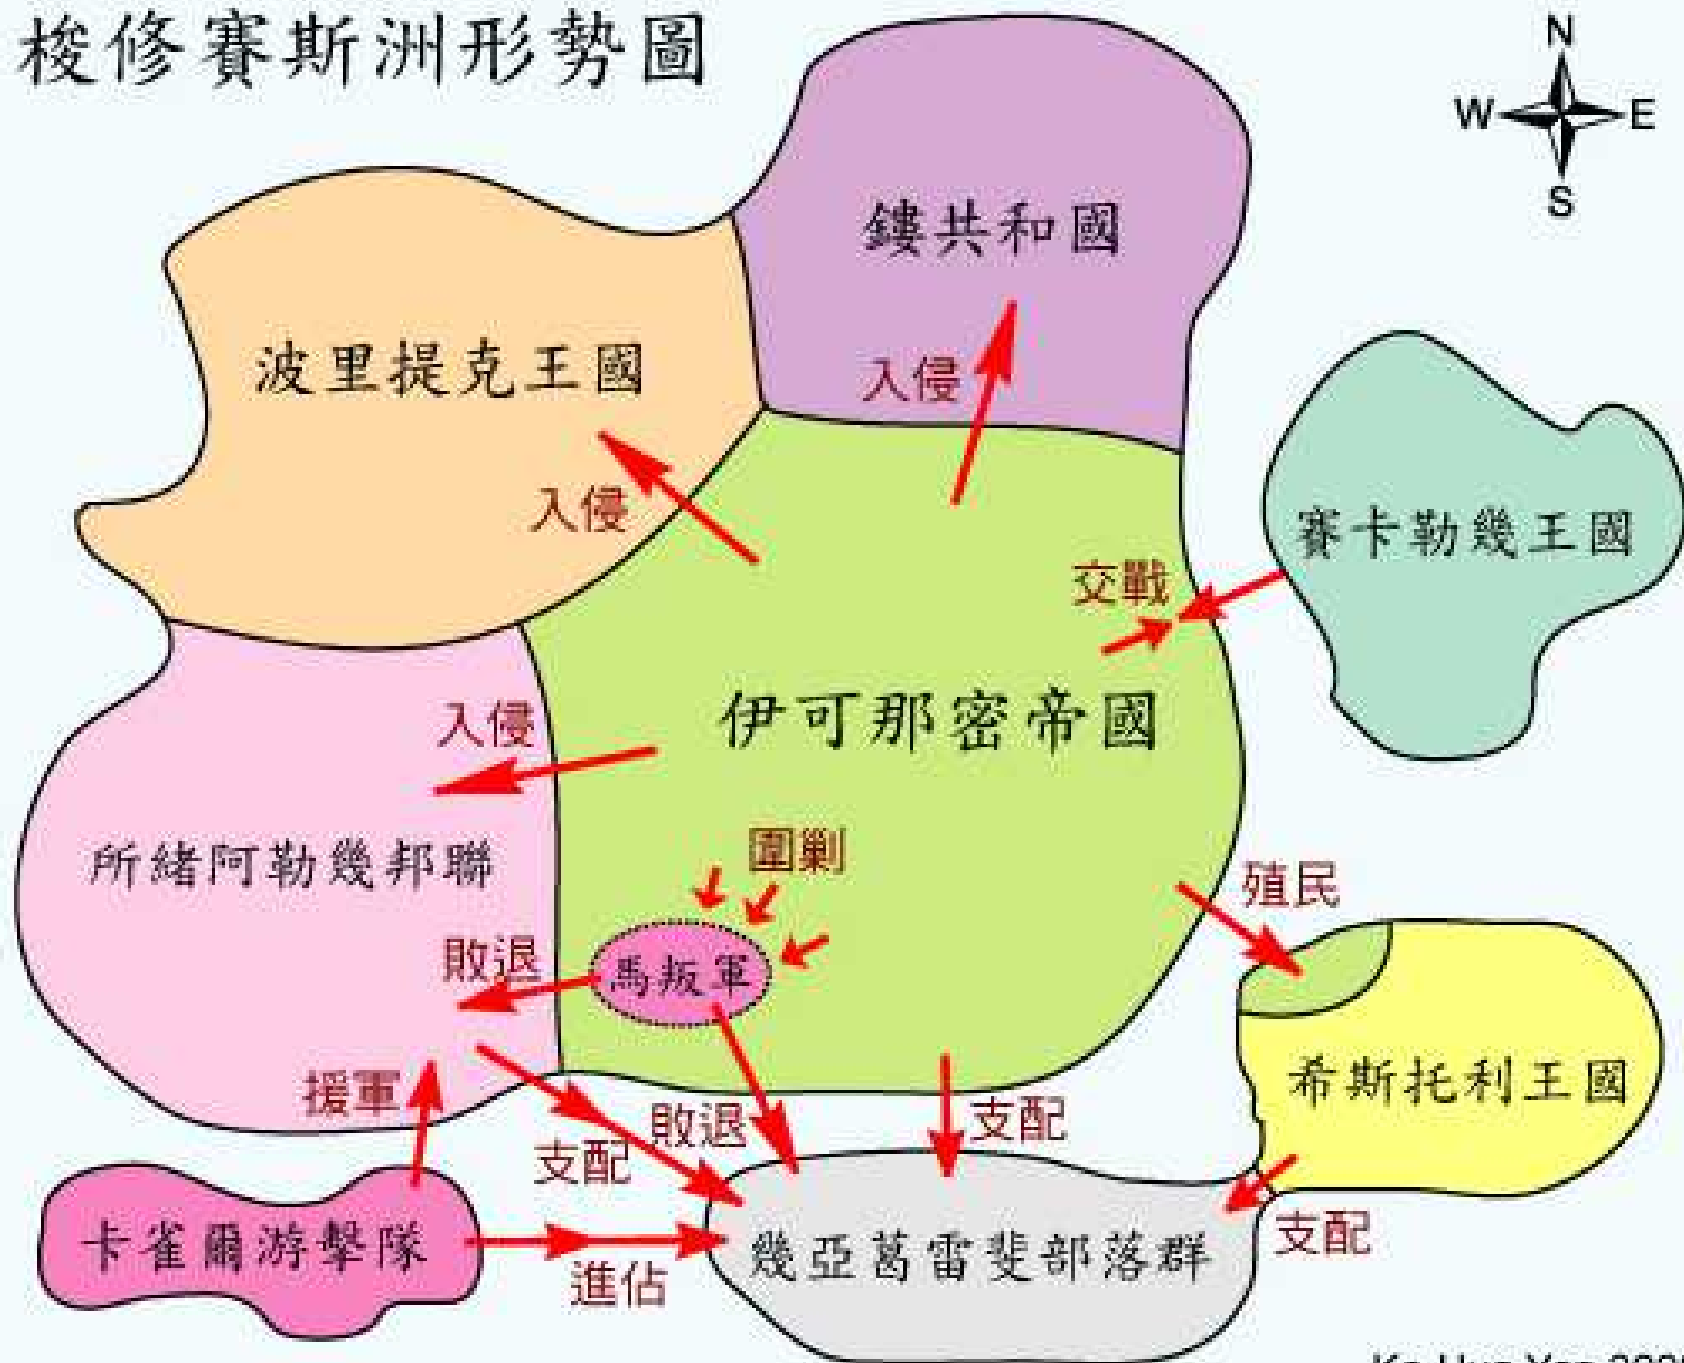 梭修賽斯洲形勢圖
N
W
E
S
鏤共和國
波里提克王國
入侵
入侵
賽卡勒幾王國
交戰
伊可那密帝國
入侵
所緒阿勒幾邦聯
圍剿
殖民
敗退
馬叛軍
希斯托利王國
援軍
支配
敗退
支配
卡雀爾游擊隊
進佔
幾亞葛雷斐部落群
支配